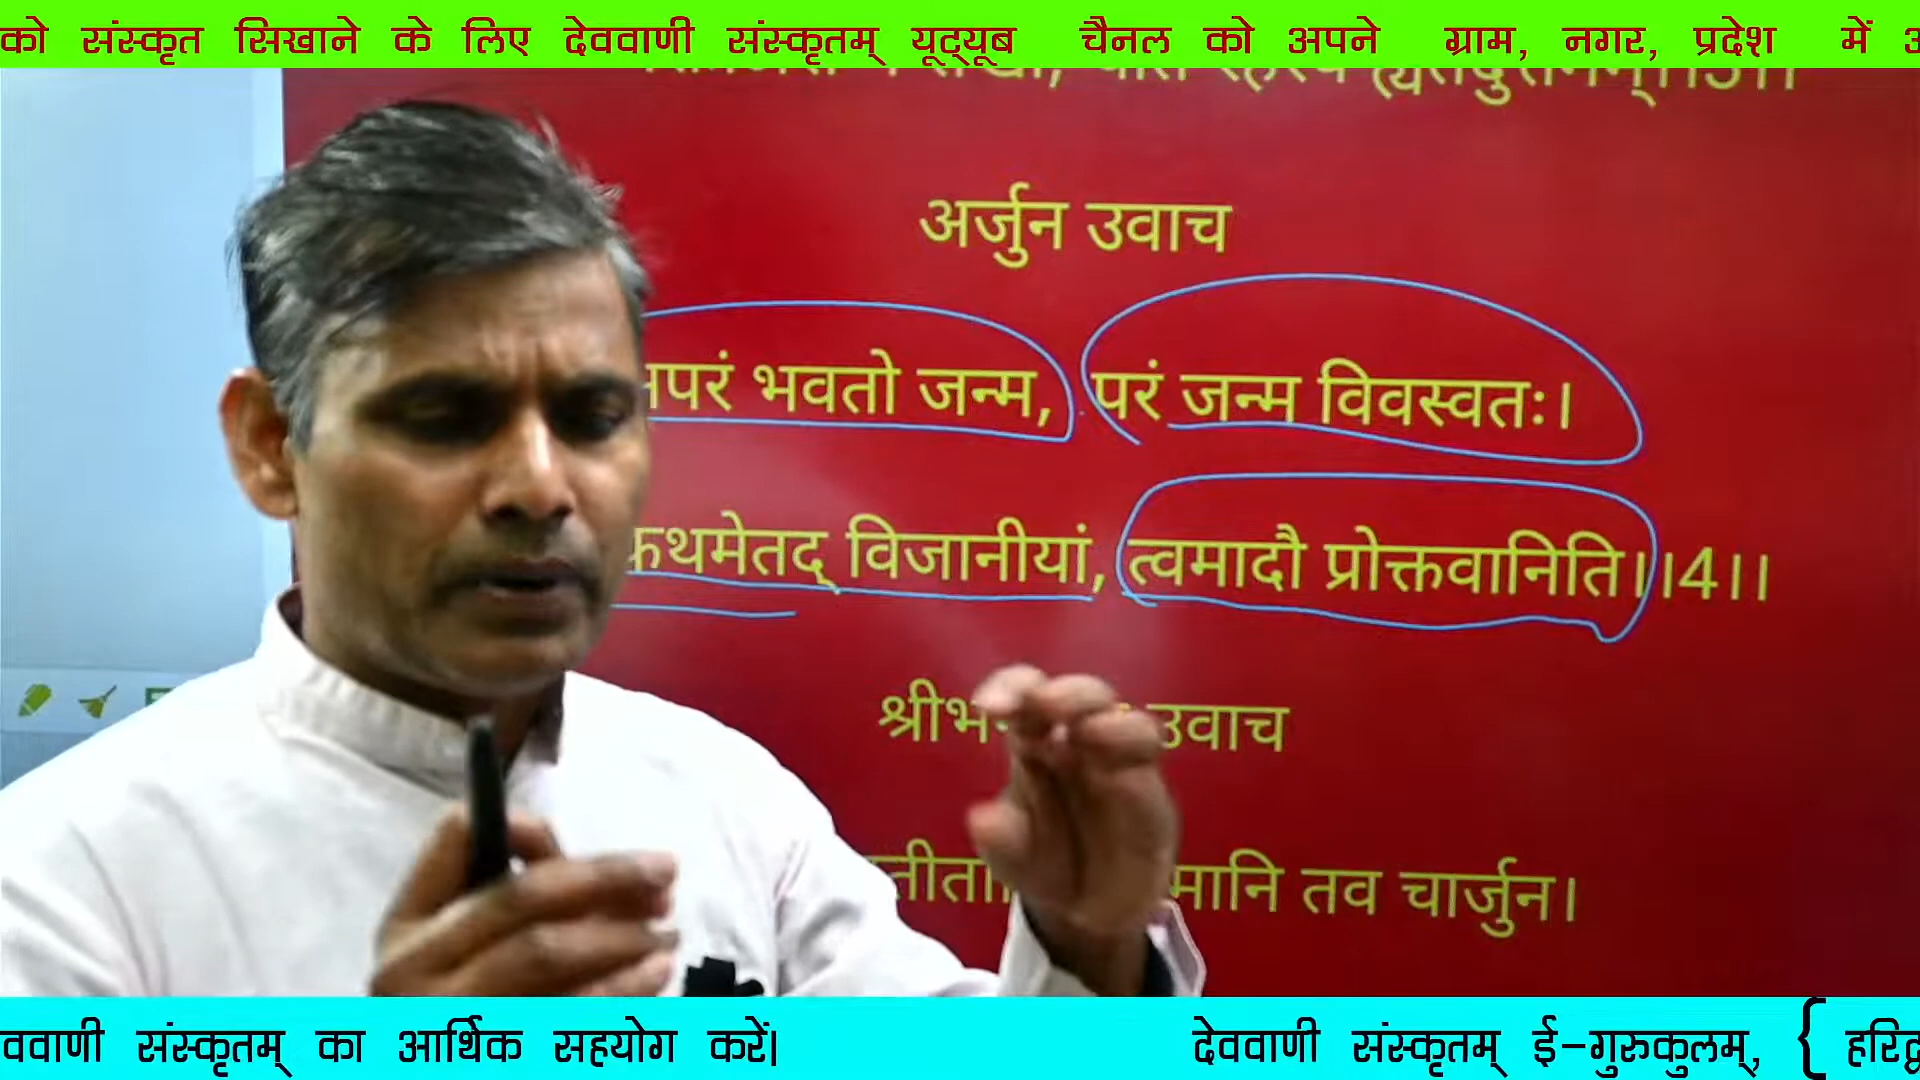 को संस्कृत सिखाने के लिए देववाणी संस्कृतम् यूट्यूब चैनल को अपने ग्राम, नगर, प्रदेश में
अर्जुन उवाच
परं भवतो जन्म, परं जन्म विवस्वतः।
कथमेतद् विजानीयां, त्वमादौ प्रोक्तवानिति।।4।।
उवाच
तव चार्जुन।
ववाणी संस्कृतम् का आर्थिक सहयोग करें। देववाणी संस्कृतम् ई-गुरुकुलम्, {